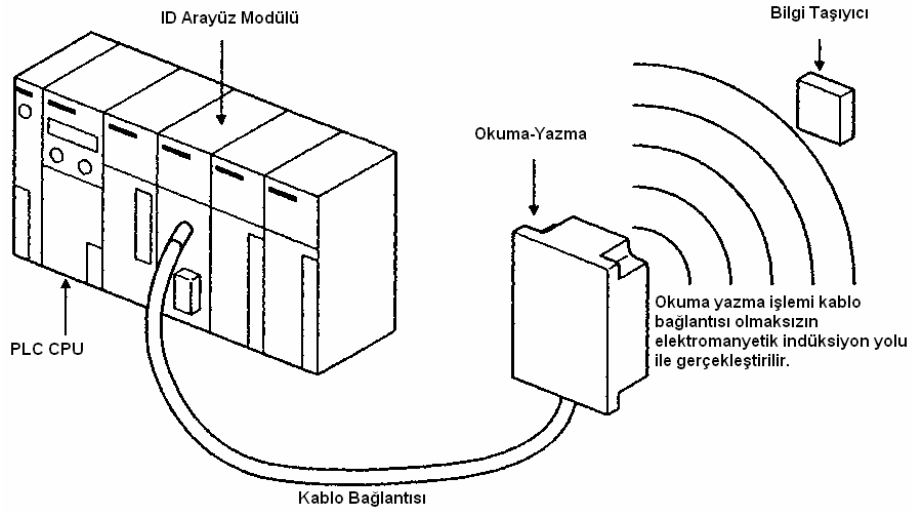 ID Arayüz Modülü
Bilgi Taşıyıcı
Okuma-Yazma
Okuma yazma işlemi kablo
bağlantısı olmaksızın
elektromanyetik indüksiyon yolu
ile gerçekleştirilir.
PLC CPU
Kablo Bağlantısı